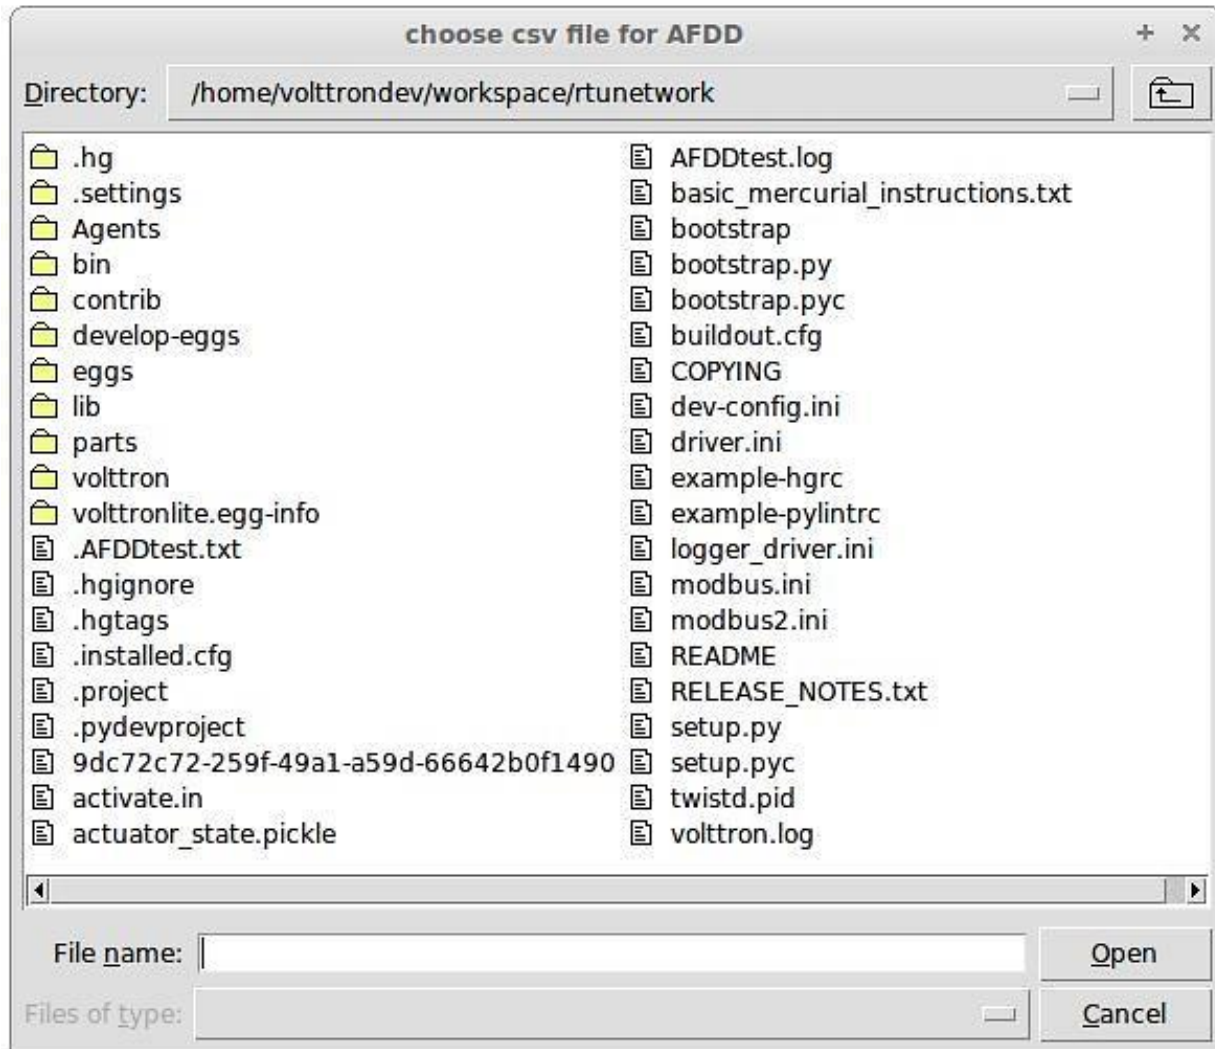 choose csv file for AFDD
Directory: /home/volttrondev/workspace/rtunetwork
.hg
.settings
Agents
bin
contrib
develop-eggs
eggs
lib
parts
volttron
volttronlite.egg-info
.AFDDtest.txt
.hgignore
.hgtags
.installed.cfg
.project
.pydevproject
9dc72c72-259f-49a1-a59d-66642b0f1490
activate.in
actuator_state.pickle
AFDDtest.log
basic_mercurial_instructions.txt
bootstrap
bootstrap.py
bootstrap.pyc
buildout.cfg
COPYING
dev-config.ini
driver.ini
example-hgrc
example-pylintrc
logger_driver.ini
modbus.ini
modbus2.ini
README
RELEASE_NOTES.txt
setup.py
setup.pyc
twistd.pid
volttron.log
File name: Open
Files of type: Cancel